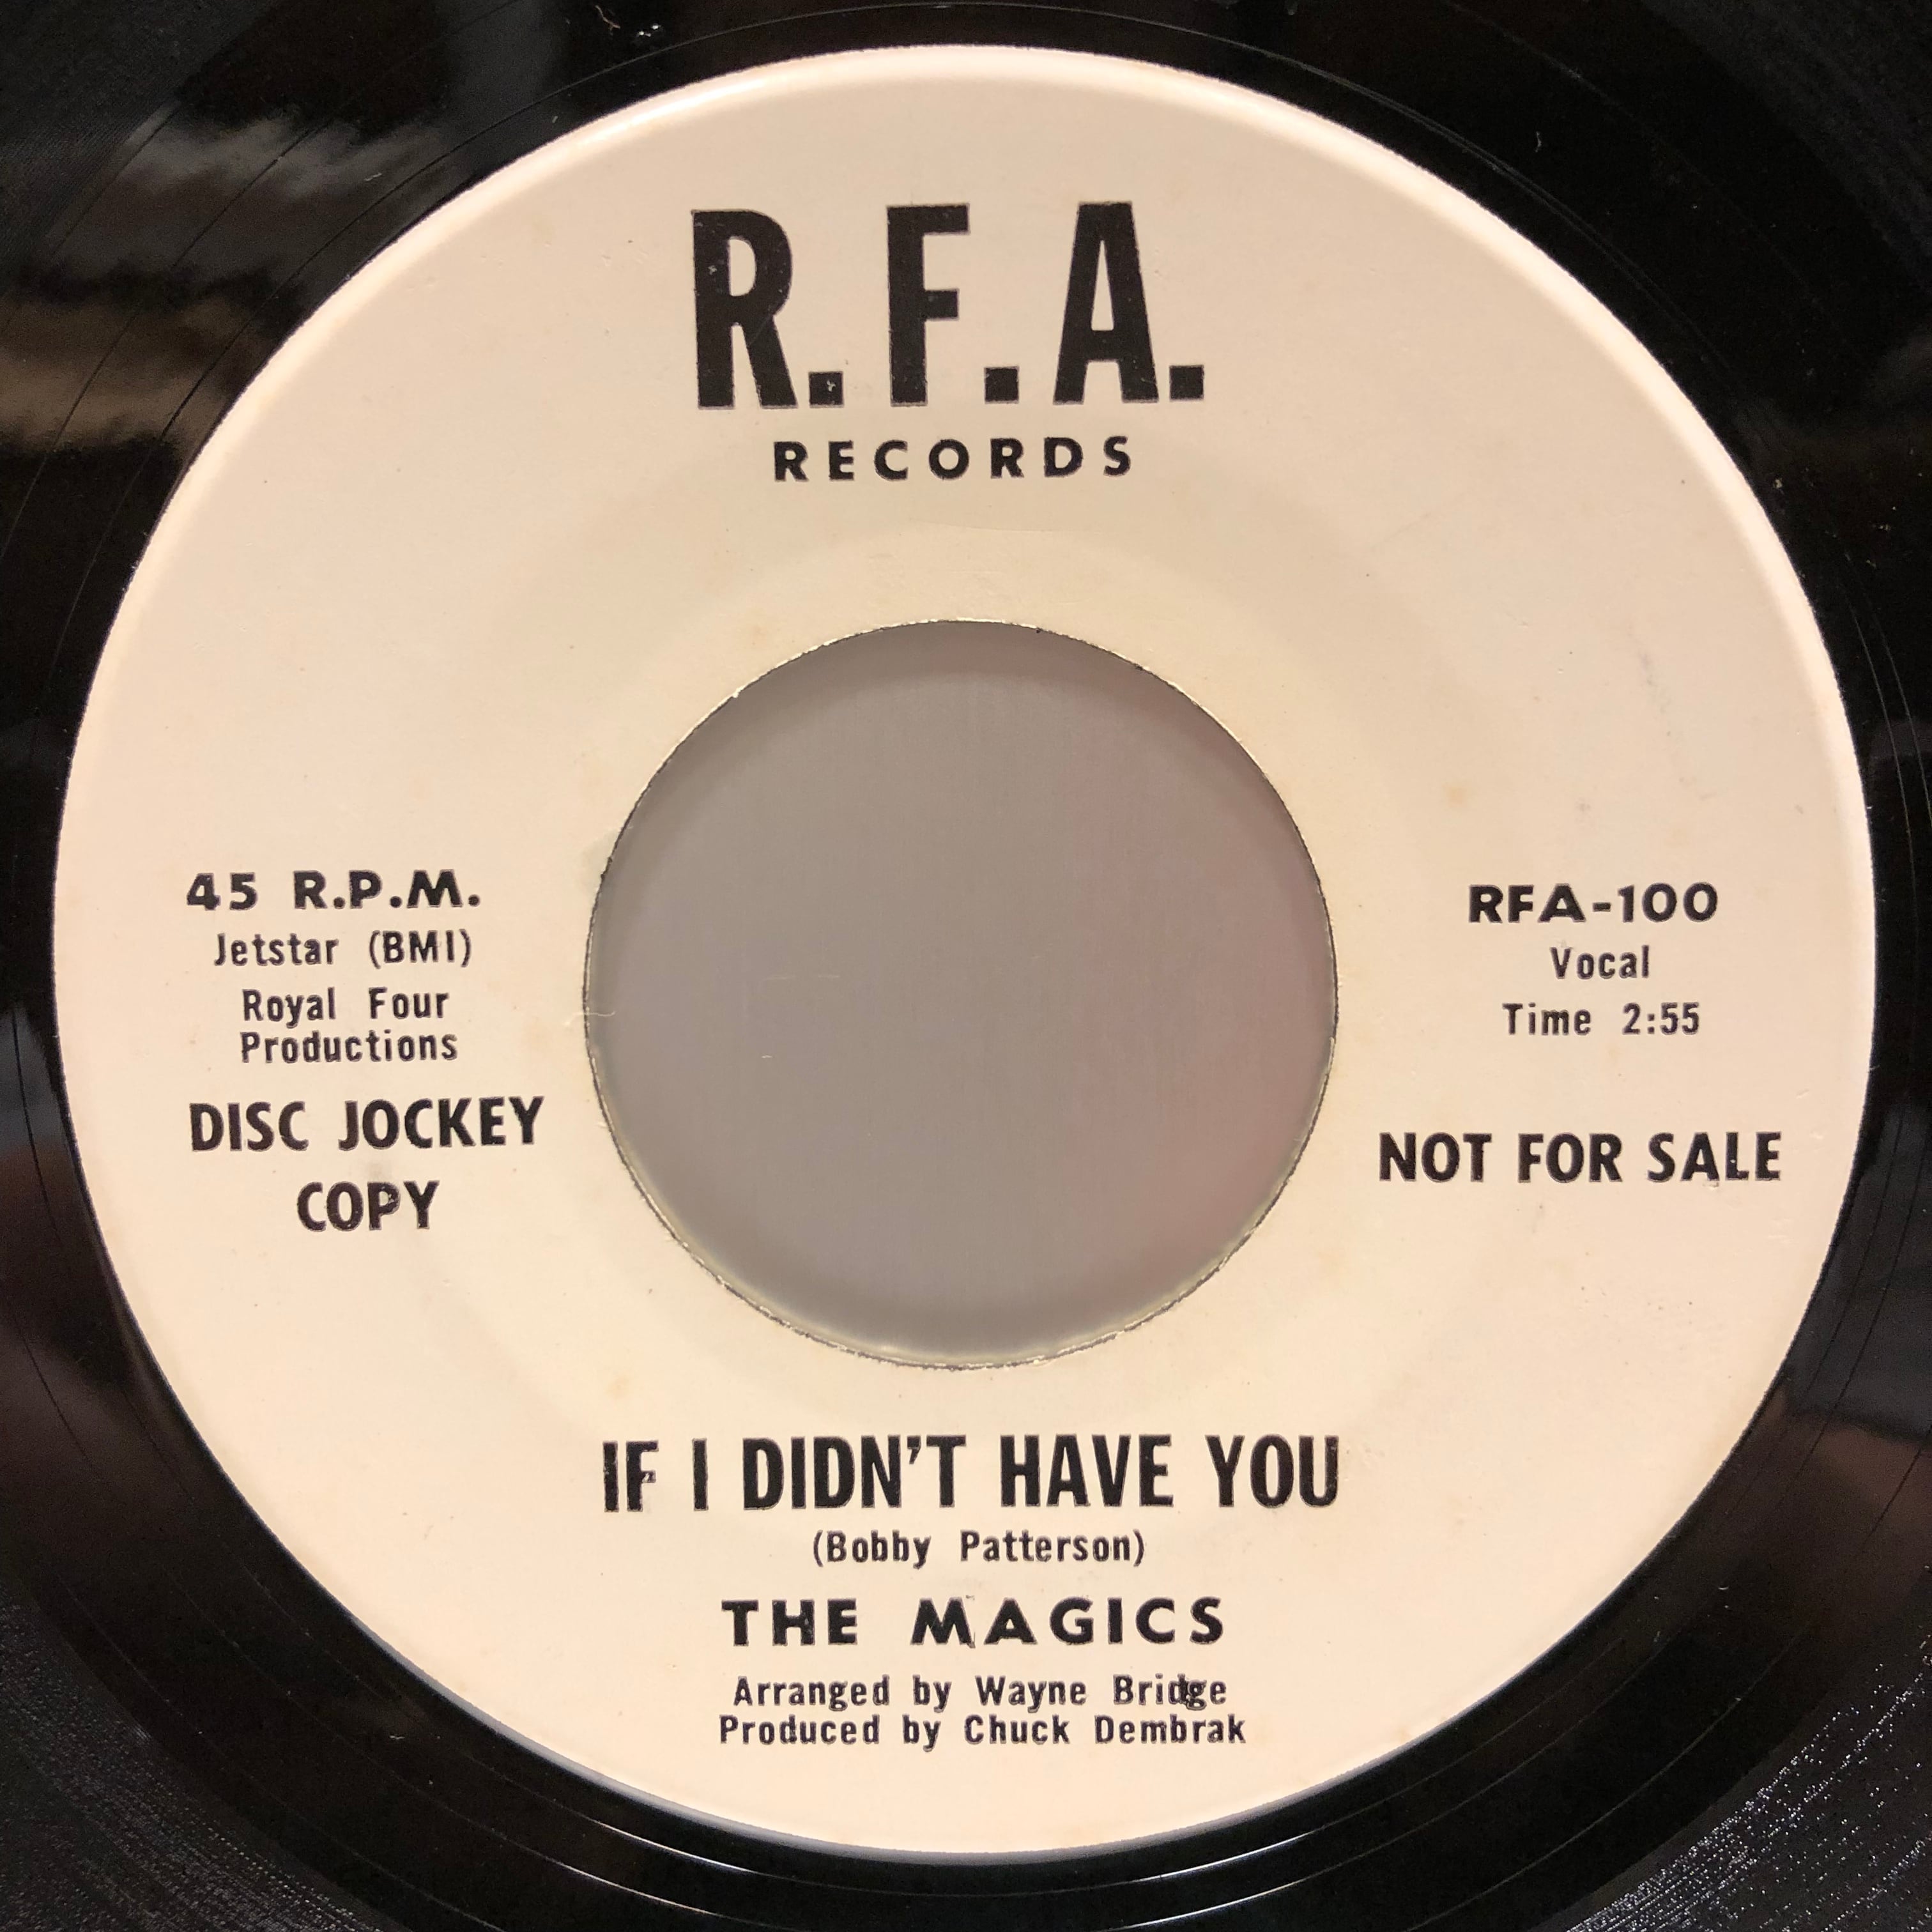 R.F.A.
RECORDS
45 R.P.M.
Jetstar (BMI)
Royal Four
Productions
DISC JOCKEY
COPY
RFA-100
Vocal
Time 2:55
NOT FOR SALE
IF I DIDN'T HAVE YOU
(Bobby Patterson)
THE MAGICS
Arranged by Wayne Bridge
Produced by Chuck Dembrak